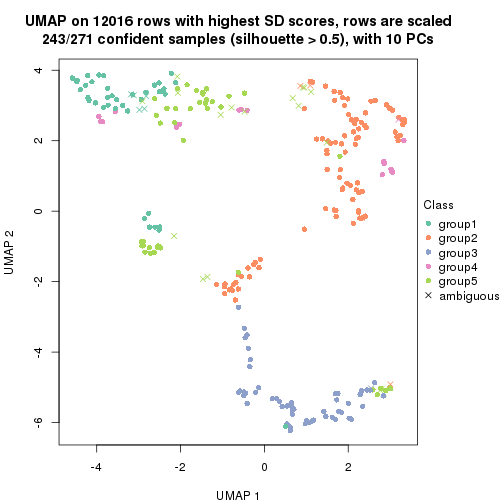 UMAP on 12016 rows with highest SD scores, rows are scaled
243/271 confident samples (silhouette > 0.5), with 10 PCs
4
2
0
-2
-4
-6
UMAP 2
-4
-2
0
2
UMAP 1
Class
group1
group2
group3
group4
group5
ambiguous